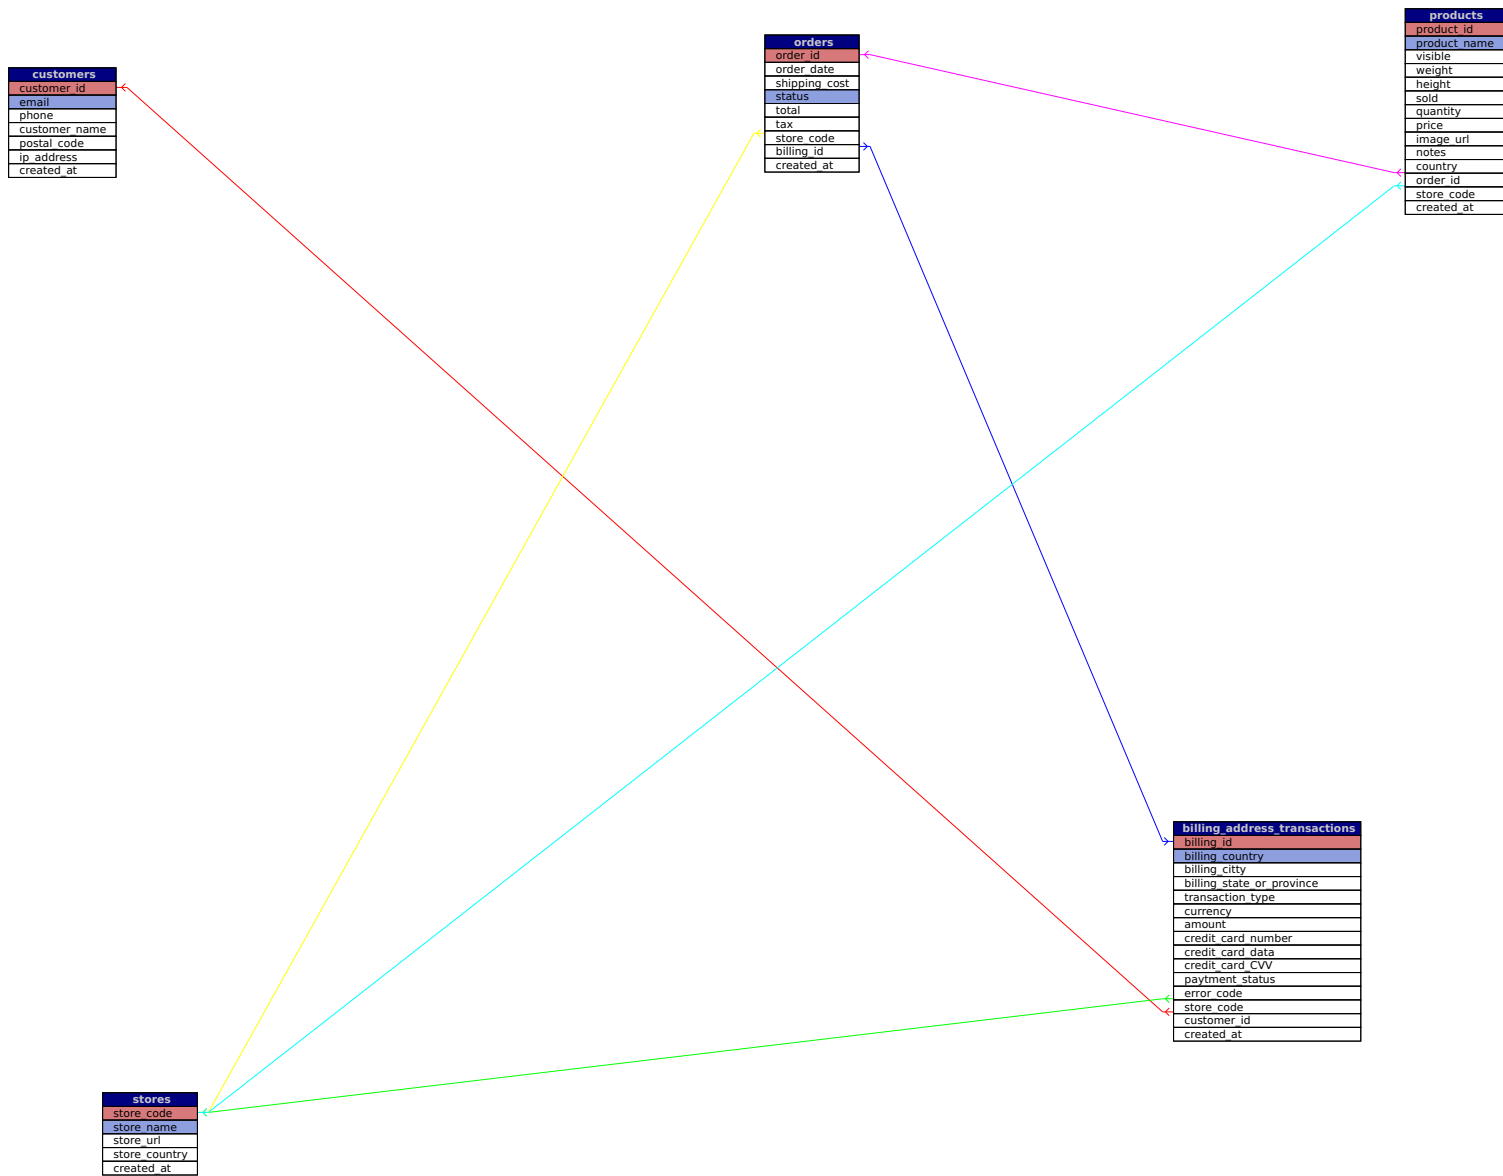 customers
customer_id
email
phone
customer_name
postal_code
ip_address
created_at
orders
order_id
order_date
shipping_cost
status
total
tax
store_code
billing_id
created_at
products
product_id
product_name
visible
weight
height
sold
quantity
price
image_url
notes
country
order_id
store_code
created_at
billing_address_transactions
billing_id
billing_country
billing_citty
billing_state_or_province
transaction_type
currency
amount
credit_card_number
credit_card_data
credit_card_CVV
paytment_status
error_code
store_code
customer_id
created_at
stores
store_code
store_name
store_url
store_country
created_at